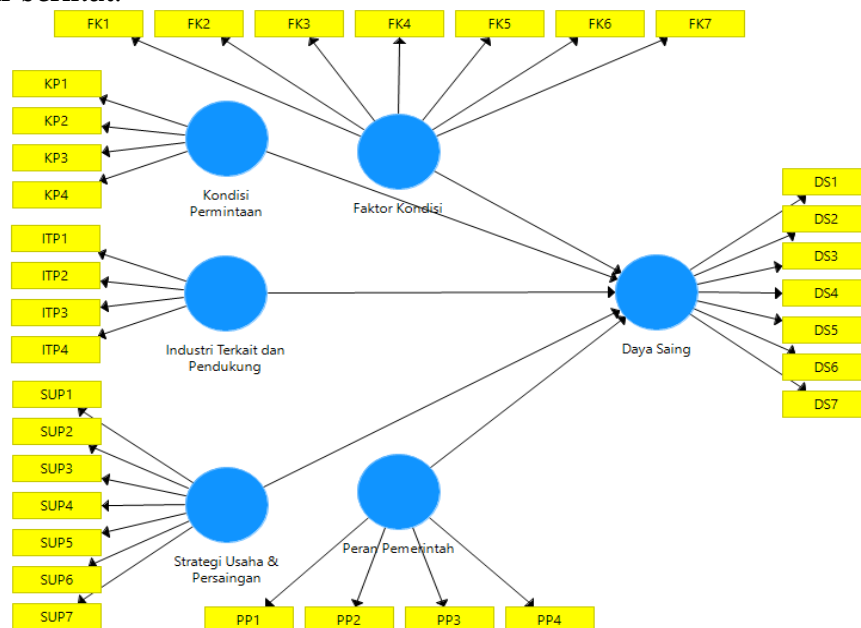 FK1 FK2 FK3 FK4 FK5 FK6 FK7
KP1
KP2
KP3
KP4
Kondisi
Permintaan
Faktor Kondisi
ITP1
ITP2
ITP3
ITP4
Industri Terkait dan
Pendukung
DS1
DS2
DS3
DS4
DS5
DS6
DS7
Daya Saing
SUP1
SUP2
SUP3
SUP4
SUP5
SUP6
SUP7
Strategi Usaha &
Persaingan
Peran Pemerintah
PP1 PP2 PP3 PP4